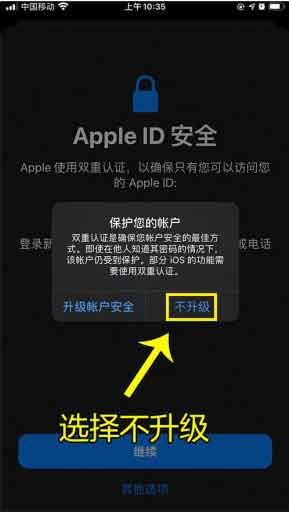 中国移动
上午10:35
Apple ID 安全
Apple 使用双重认证，以确保只有您可以访问您
的 Apple ID:
保护您的帐户
双重认证是确保您帐户安全的最佳方
式。即使在他人知道其密码的情况下，
该帐户仍受到保护。部分 iOS 的功能需
要使用双重认证。
登录新
或电话
升级帐户安全
不升级
选择不升级
继续
其他选项